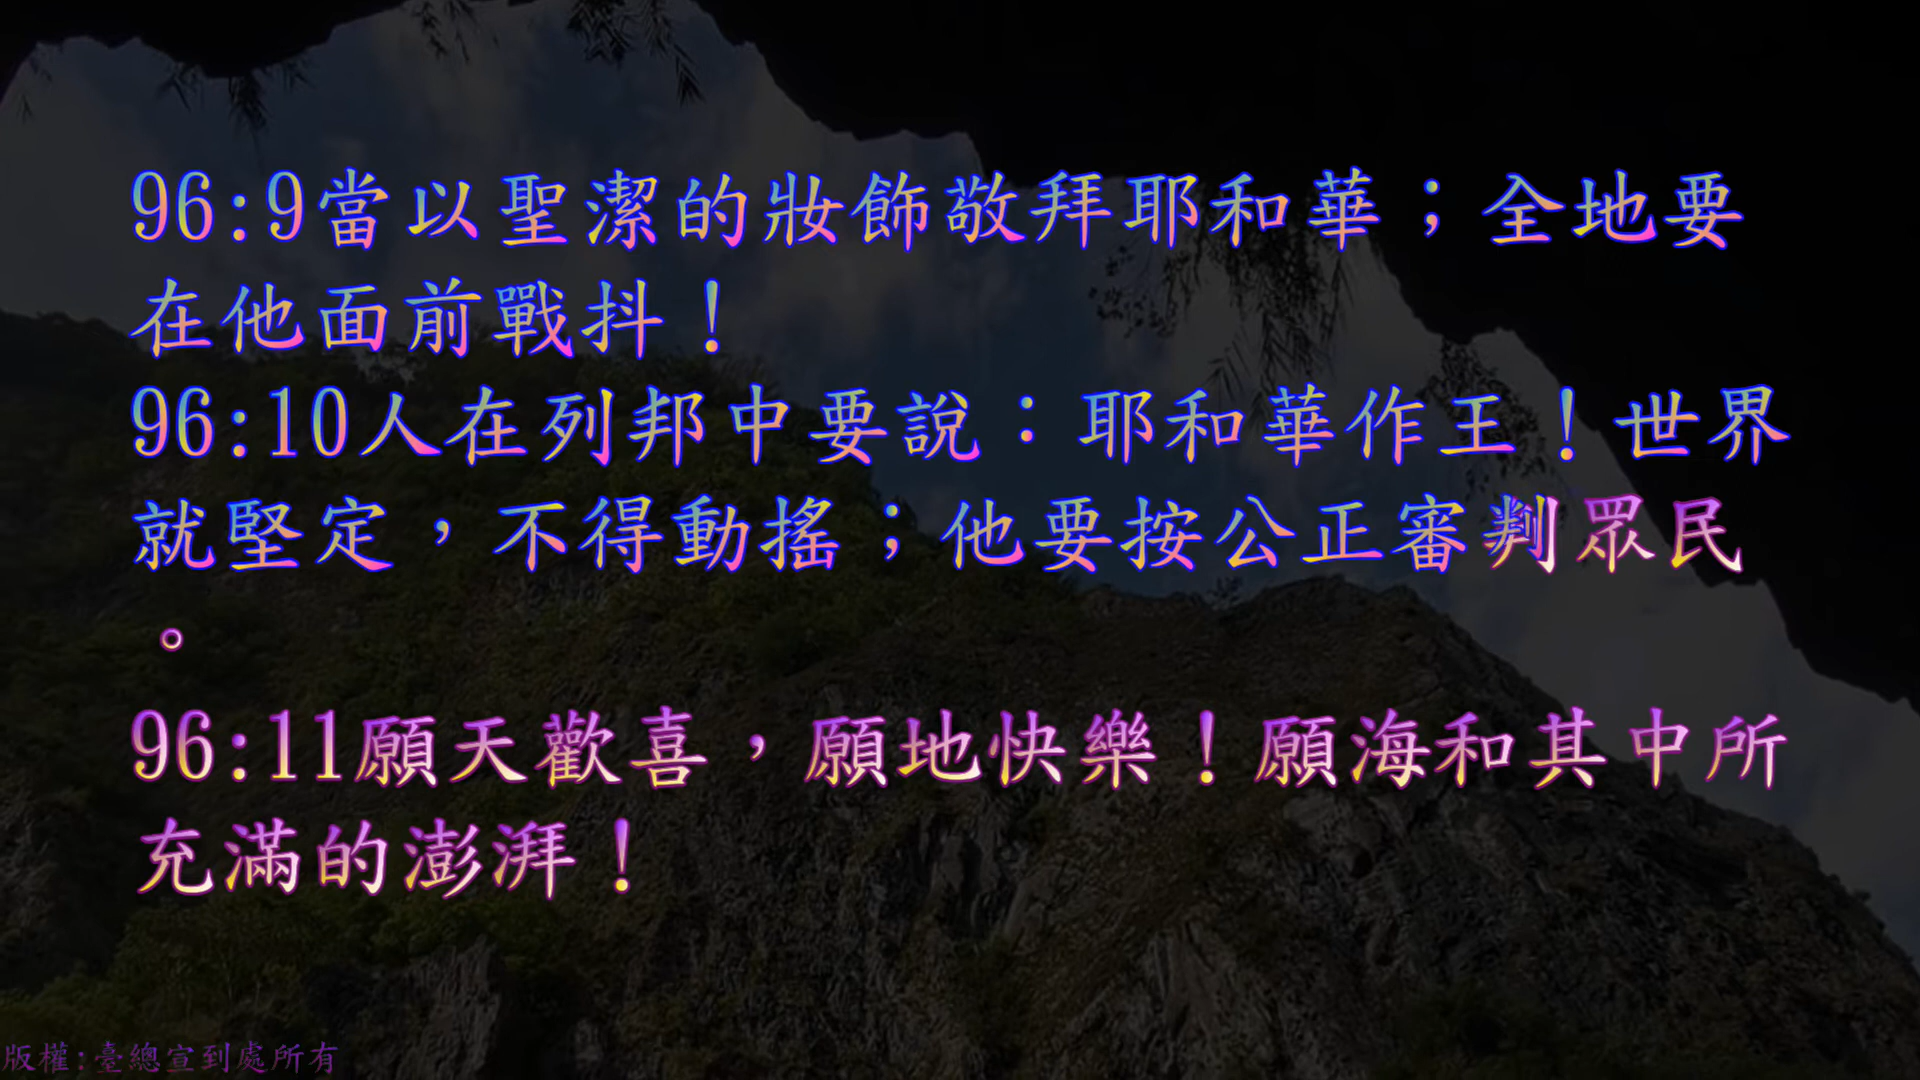 96:9當以聖潔的妝飾敬拜耶和華；全地要
在他面前戰抖！
96:10人在列邦中要說：耶和華作王！世界
就堅定，不得動搖；他要按公正審判眾民
。
96:11願天歡喜，願地快樂！願海和其中所
充滿的澎湃！
版權:臺總宣到處所有